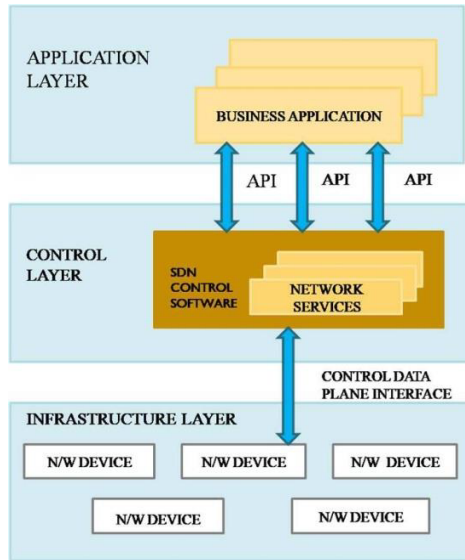 APPLICATION
LAYER
BUSINESS APPLICATION
API API API
CONTROL
LAYER
SDN
CONTROL
SOFTWARE
NETWORK
SERVICES
CONTROL DATA
PLANE INTERFACE
INFRASTRUCTURE LAYER
N/W DEVICE N/W DEVICE N/W DEVICE
N/W DEVICE N/W DEVICE